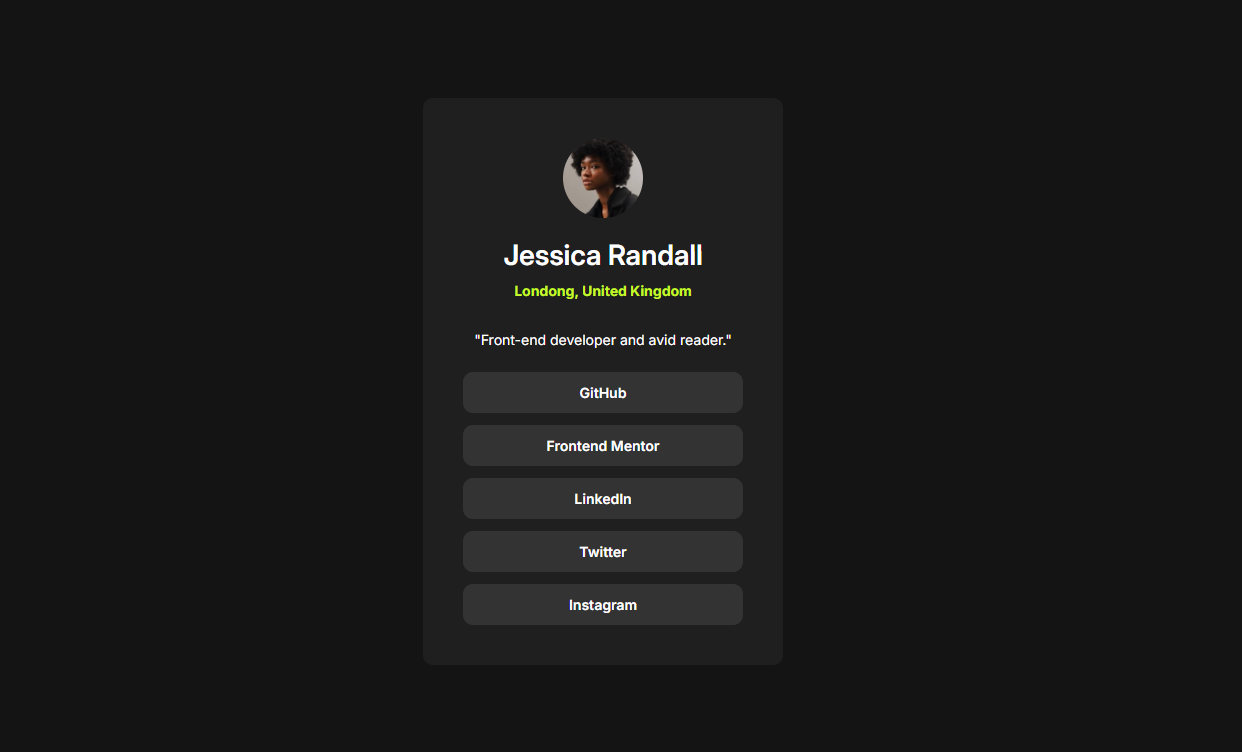 Jessica Randall
Londong, United Kingdom
"Front-end developer and avid reader."
GitHub
Frontend Mentor
LinkedIn
Twitter
Instagram